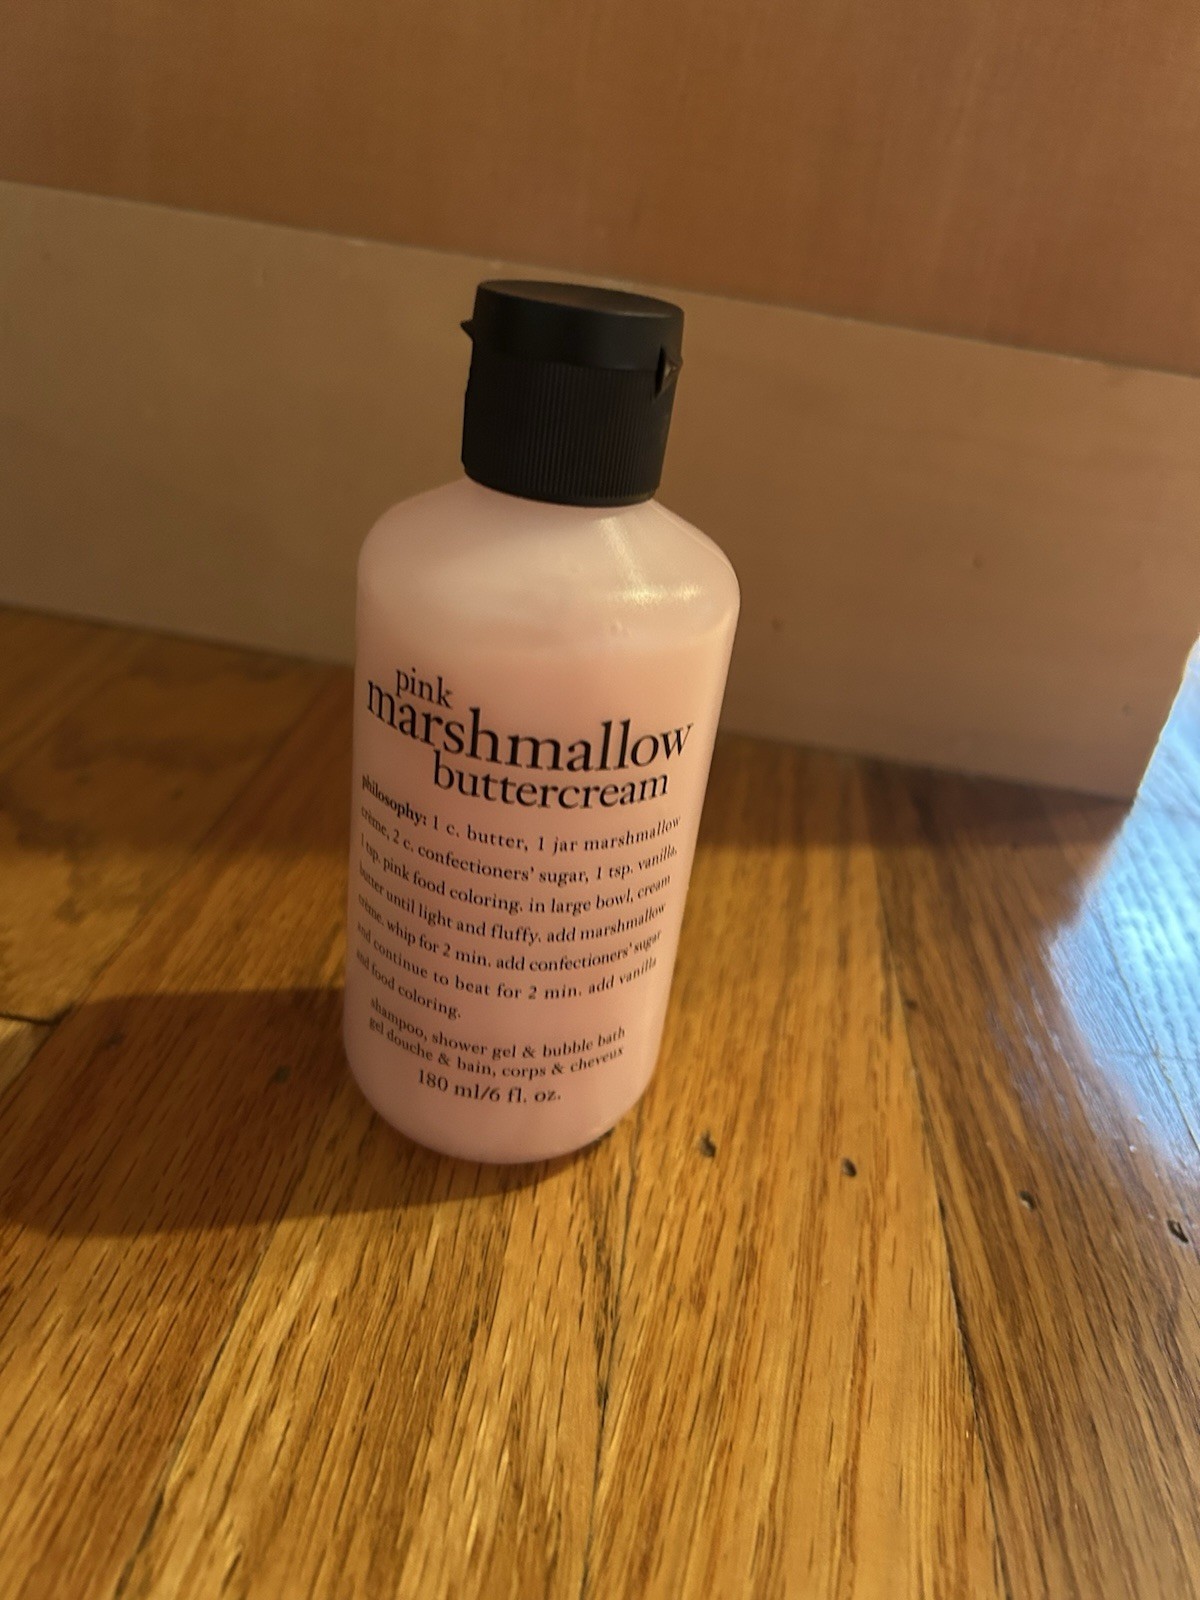 pink
marshmallow
buttercream
philosophy: 1 c. butter, 1 jar marshmallow
crème, 2 c. confectioners' sugar, 1 tsp. vanilla,
1 tsp. pink food coloring. in large bowl, cream
butter until light and fluffy. add marshmallow
crème. whip for 2 min. add confectioners' sugar
and continue to beat for 2 min. add vanilla
and food coloring.
shampoo, shower gel & bubble bath
gel douche & bain, corps & cheveux
180 ml/6 fl. oz.